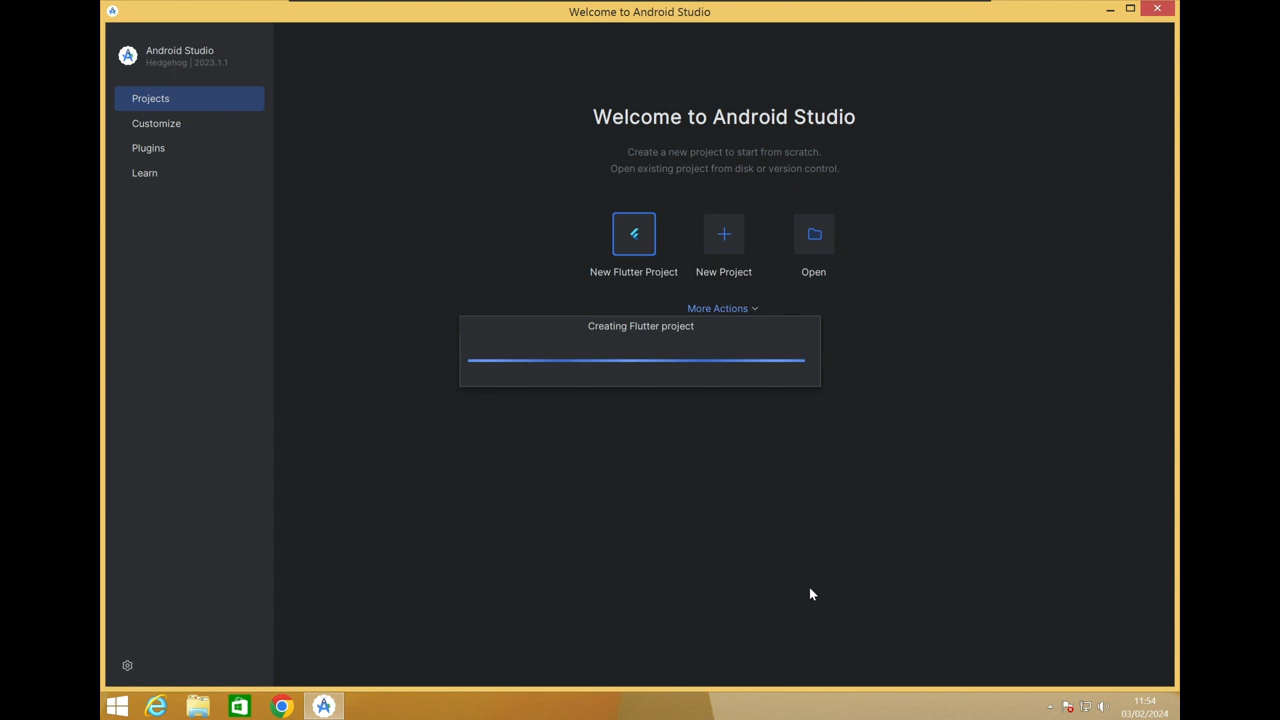 Welcome to Android Studio
Android Studio
Hedgehog | 2023.1.1
Projects
Customize
Plugins
Learn
Welcome to Android Studio
Create a new project to start from scratch.
Open existing project from disk or version control.
New Flutter Project
New Project
Open
More Actions
Creating Flutter project
11:54
03/02/2024